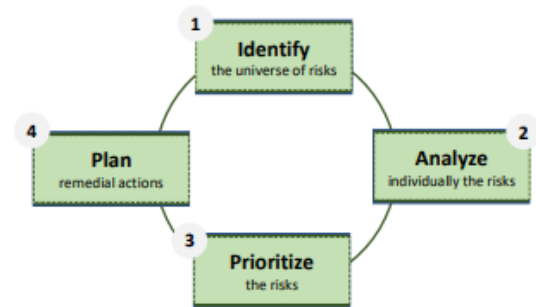 1
Identify
the universe of risks
2
Analyze
individually the risks
3
Prioritize
the risks
4
Plan
remedial actions